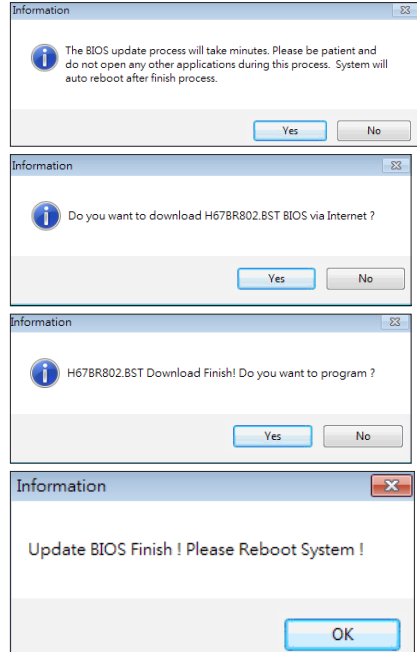 Information
The BIOS update process will take minutes. Please be patient and
do not open any other applications during this process. System will
auto reboot after finish process.
Yes No
Information
Do you want to download H67BR802.BST BIOS via Internet ?
Yes No
Information
H67BR802.BST Download Finish! Do you want to program ?
Yes No
Information
Update BIOS Finish ! Please Reboot System !
OK